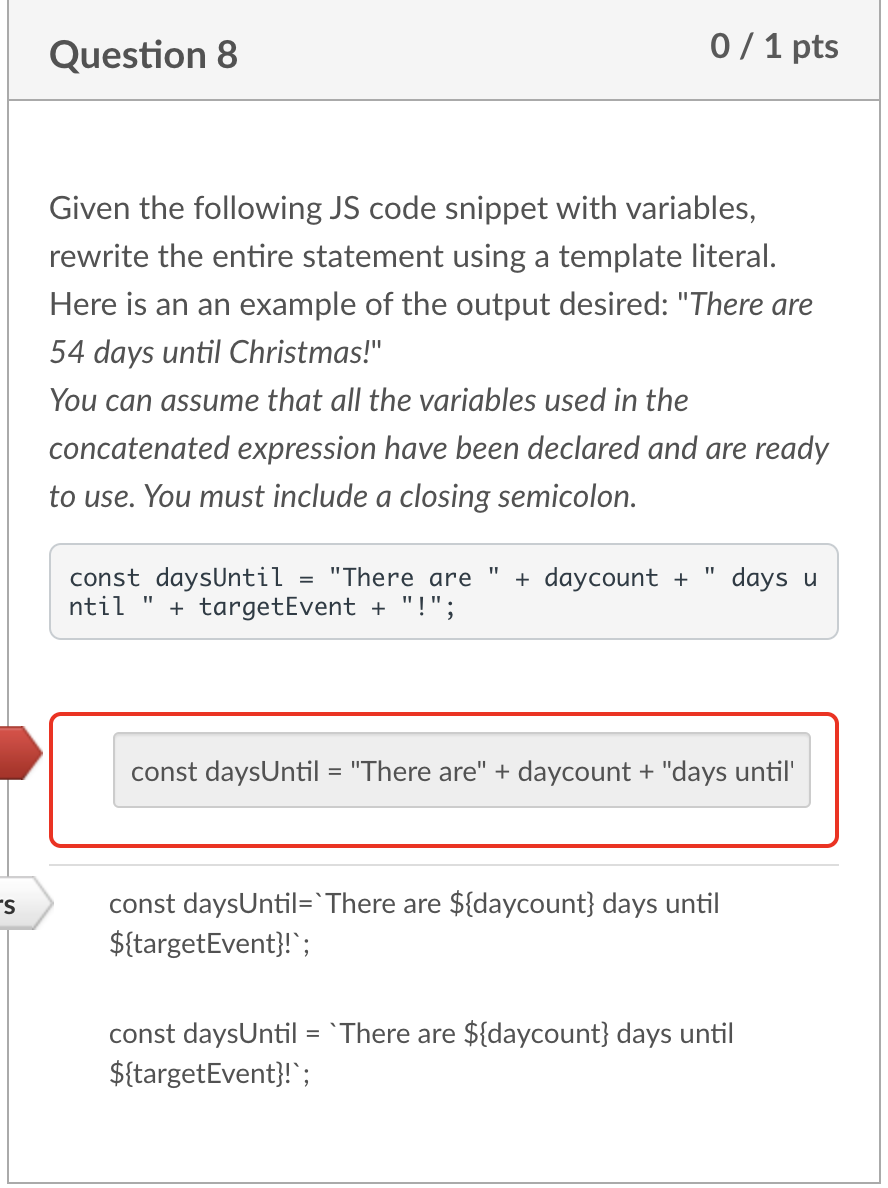 Question 8
0 / 1 pts
Given the following JS code snippet with variables,
rewrite the entire statement using a template literal.
Here is an an example of the output desired: "There are
54 days until Christmas!"
You can assume that all the variables used in the
concatenated expression have been declared and are ready
to use. You must include a closing semicolon.
const daysUntil = "There are " + daycount + " days u
ntil " + targetEvent + "!";
const daysUntil = "There are" + daycount + "days until'
rs
const daysUntil=`There are ${daycount} days until
${targetEvent}!`;
const daysUntil = `There are ${daycount} days until
${targetEvent}!`;